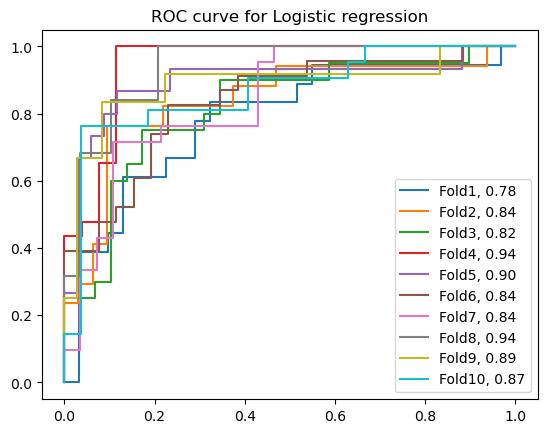 ROC curve for Logistic regression
1.0
0.8
0.6
0.4
0.2
0.0
Fold1, 0.78
Fold2, 0.84
Fold3, 0.82
Fold4, 0.94
Fold5, 0.90
Fold6, 0.84
Fold7, 0.84
Fold8, 0.94
Fold9, 0.89
Fold10, 0.87
0.0 0.2 0.4 0.6 0.8 1.0